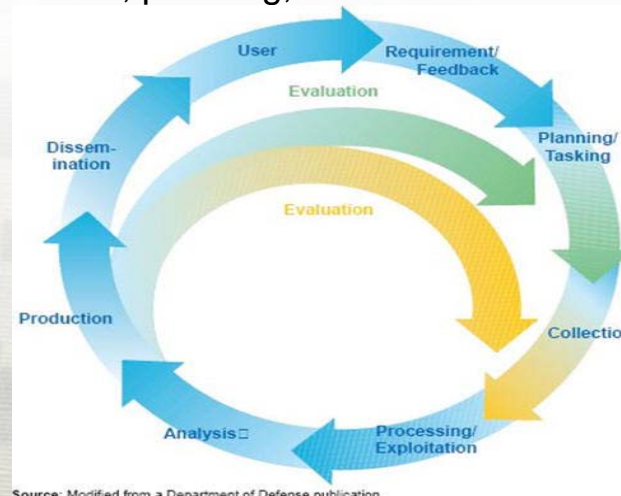 User
Requirement/
Feedback
Evaluation
Planning/
Tasking
Dissem-
ination
Evaluation
Production
Collectio
Analysis□
Processing/
Exploitation
Source: Modified from a Department of Defense publication